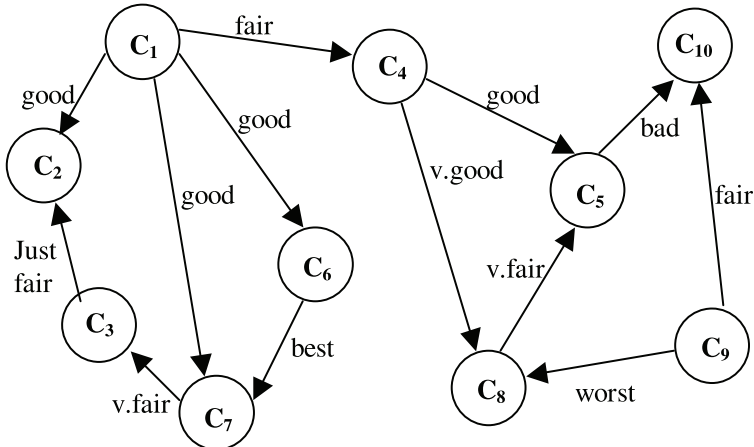 C1
fair
C4
C10
good
good
good
bad
C2
v.good
good
C5
fair
Just
fair
C6
v.fair
C3
best
C9
v.fair
C7
C8
worst